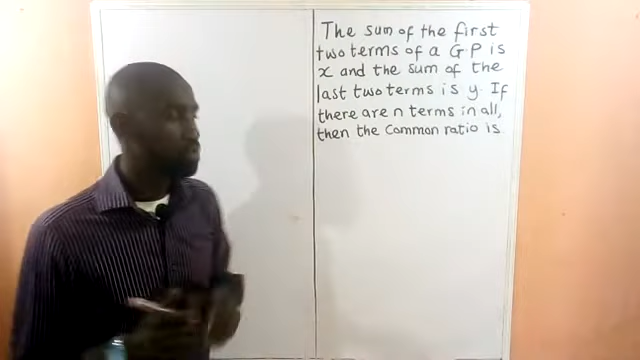 The sum of the first
two terms of a G.P is
x and the sum of the
last two terms is y. If
there are n terms in all,
then the common ratio is